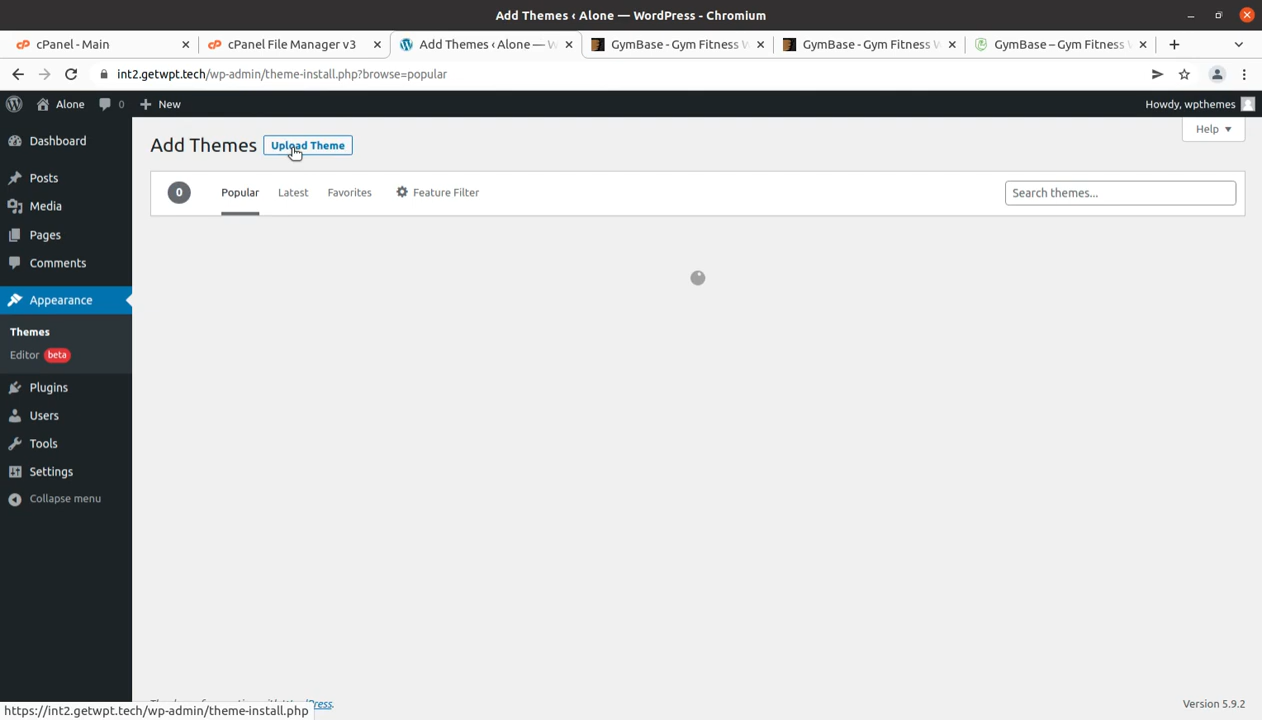 Add Themes ‹ Alone — WordPress - Chromium
cPanel - Main
cPanel File Manager v3
Add Themes ‹ Alone — W
GymBase - Gym Fitness W
GymBase - Gym Fitness W
GymBase – Gym Fitness W
int2.getwpt.tech/wp-admin/theme-install.php?browse=popular
Alone
0
New
Howdy, wpthemes
Dashboard
Posts
Media
Pages
Comments
Appearance
Themes
Editor beta
Plugins
Users
Tools
Settings
Collapse menu
Add Themes
Upload Theme
Help
0
Popular
Latest
Favorites
Feature Filter
Search themes...
Version 5.9.2
https://int2.getwpt.tech/wp-admin/theme-install.php